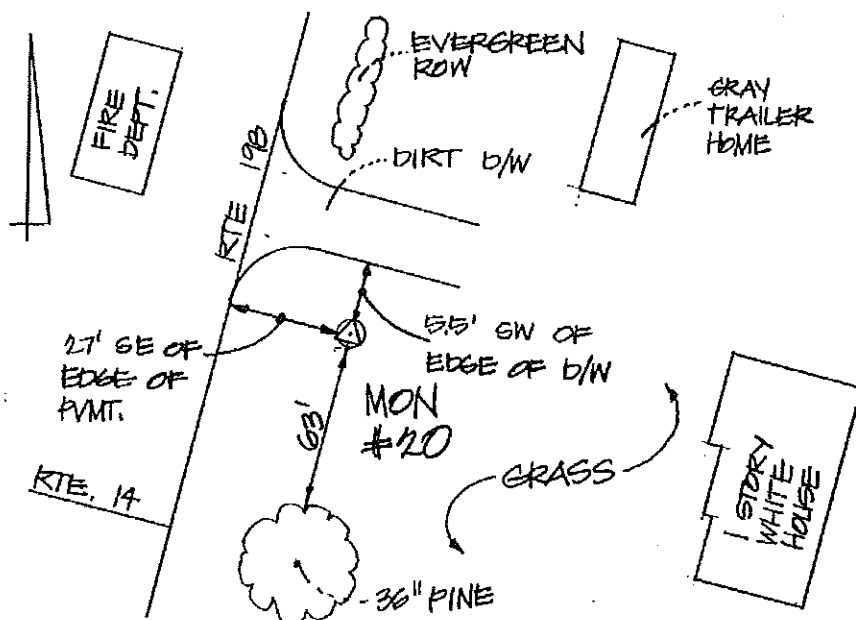 EVERGREEN
ROW
FIRE
DEPT.
GRAY
TRAILER
HOME
DIRT D/W
RTE 198
27' SE OF
EDGE OF
PVMT.
5.5' SW OF
EDGE OF D/W
63'
MON
#20
RTE. 14
GRASS
1 STORY
WHITE
HOUSE
36" PINE